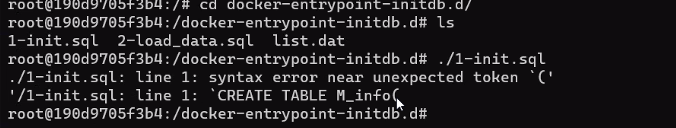 root@190d9705f3b4:/# cd docker-entrypoint-initdb.d/
root@190d9705f3b4:/docker-entrypoint-initdb.d# ls
1-init.sql  2-load_data.sql  list.dat
root@190d9705f3b4:/docker-entrypoint-initdb.d# ./1-init.sql
./1-init.sql: line 1: syntax error near unexpected token `('
'/1-init.sql: line 1: `CREATE TABLE M_info(
root@190d9705f3b4:/docker-entrypoint-initdb.d#